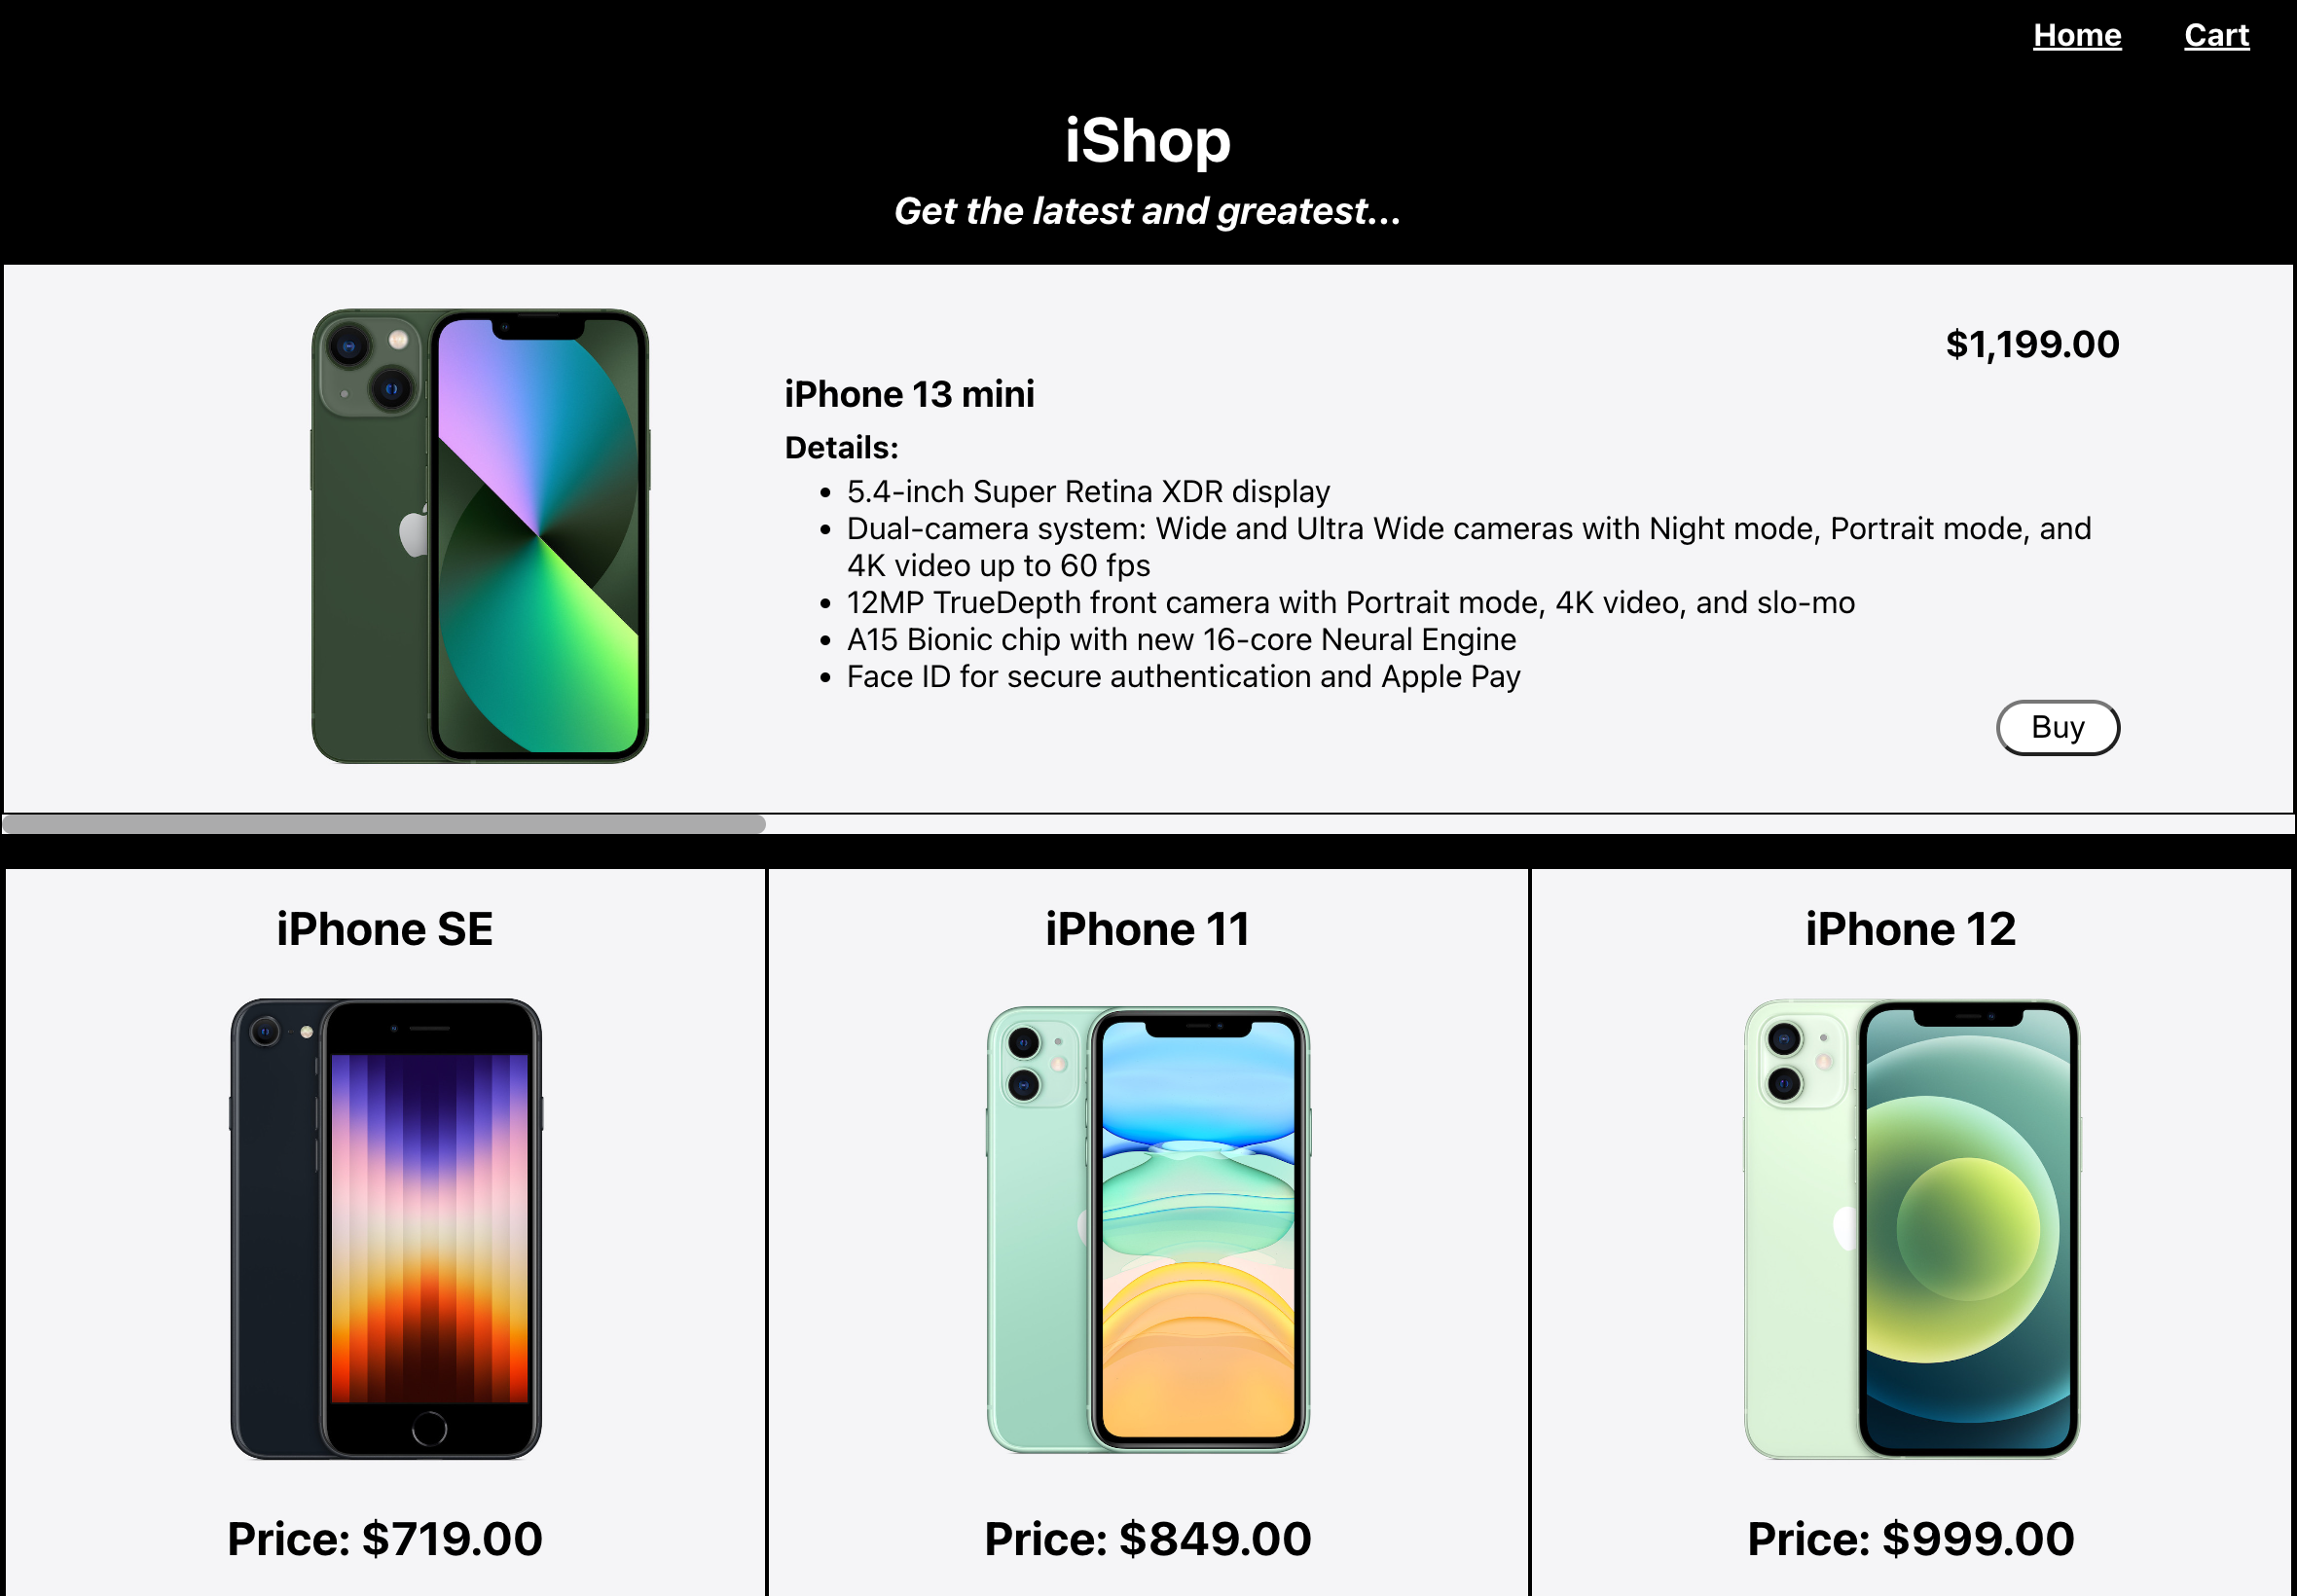 Home Cart
iShop
Get the latest and greatest...
$1,199.00
iPhone 13 mini
Details:
• 5.4-inch Super Retina XDR display
• Dual-camera system: Wide and Ultra Wide cameras with Night mode, Portrait mode, and
4K video up to 60 fps
• 12MP TrueDepth front camera with Portrait mode, 4K video, and slo-mo
• A15 Bionic chip with new 16-core Neural Engine
• Face ID for secure authentication and Apple Pay
Buy
iPhone SE
Price: $719.00
iPhone 11
Price: $849.00
iPhone 12
Price: $999.00